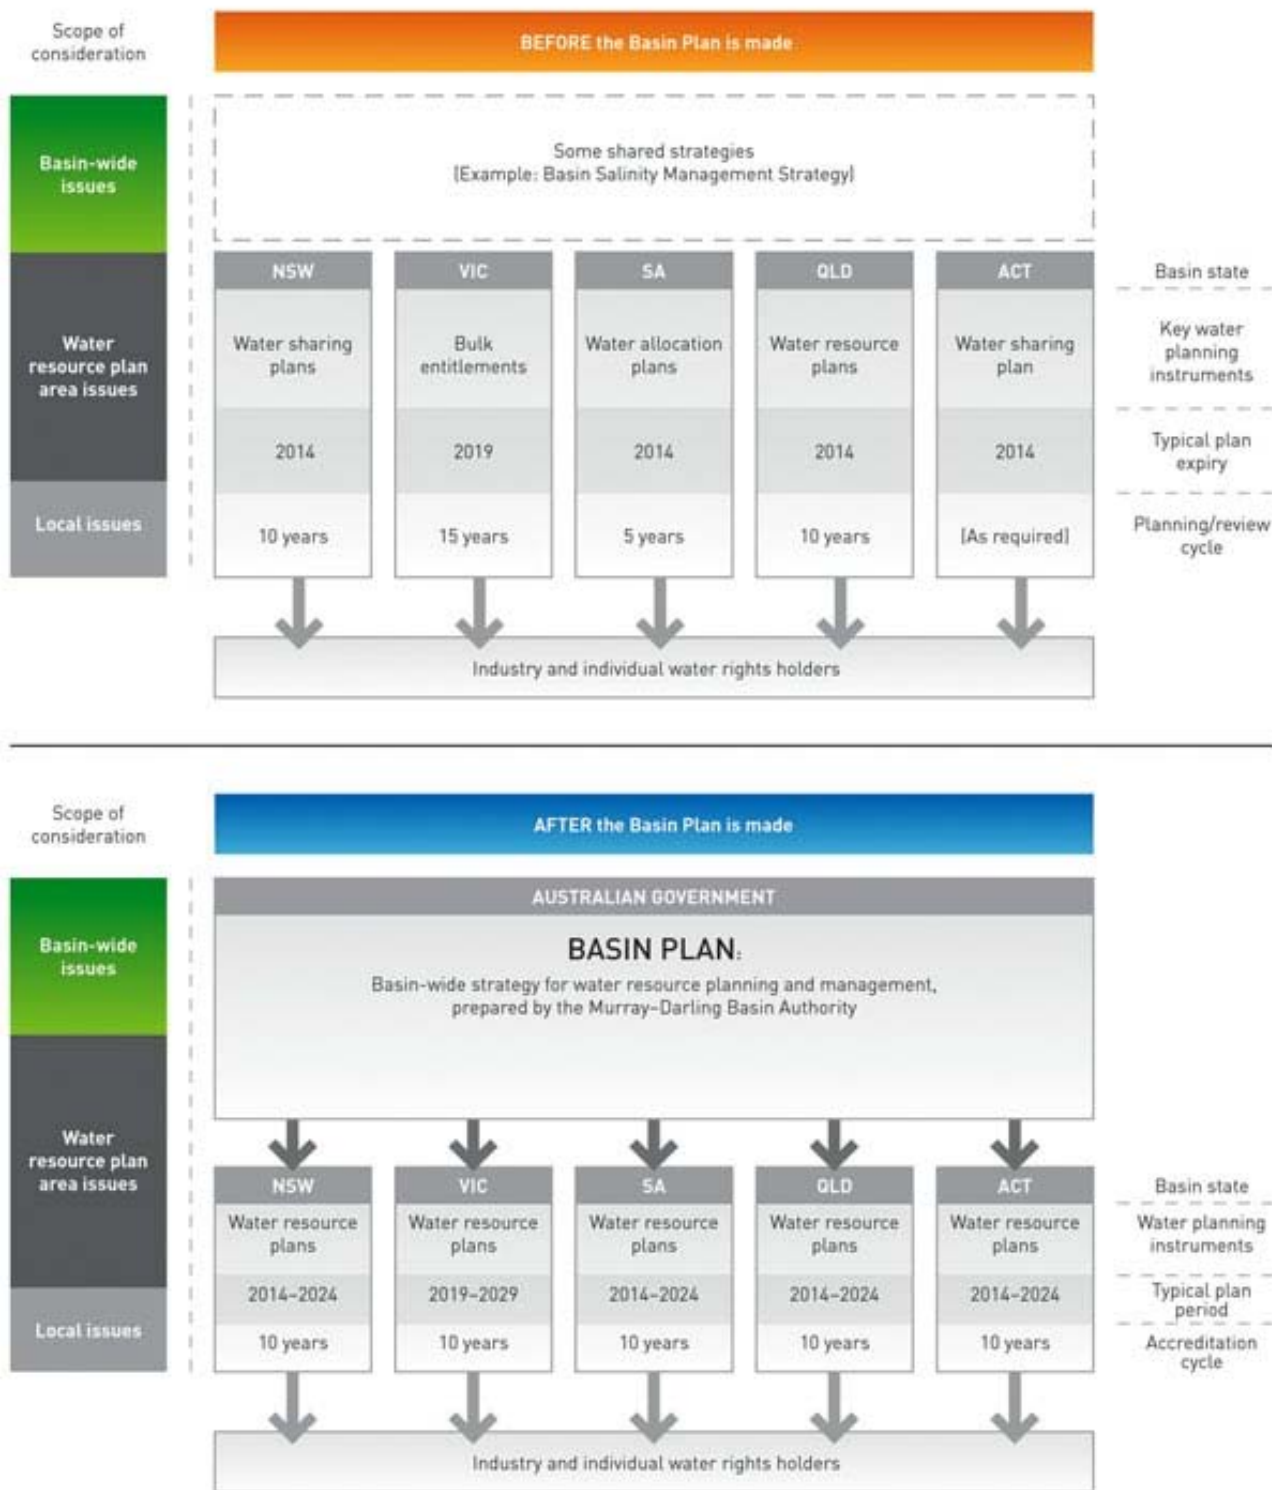 Scope of
consideration
BEFORE the Basin Plan is made
Basin-wide
issues
Some shared strategies
(Example: Basin Salinity Management Strategy)
NSW
VIC
SA
QLD
ACT
Basin state
Water
resource plan
area issues
Water sharing
plans
Bulk
entitlements
Water allocation
plans
Water resource
plans
Water sharing
plan
Key water
planning
instruments
2014
2019
2014
2014
2014
Typical plan
expiry
Local issues
10 years
15 years
5 years
10 years
(As required)
Planning/review
cycle
Industry and individual water rights holders
Scope of
consideration
AFTER the Basin Plan is made
AUSTRALIAN GOVERNMENT
Basin-wide
issues
BASIN PLAN:
Basin-wide strategy for water resource planning and management,
prepared by the Murray–Darling Basin Authority
Water
resource plan
area issues
NSW
VIC
SA
QLD
ACT
Basin state
Water resource
plans
Water resource
plans
Water resource
plans
Water resource
plans
Water resource
plans
Water planning
instruments
2014–2024
2019–2029
2014–2024
2014–2024
2014–2024
Typical plan
period
Local issues
10 years
10 years
10 years
10 years
10 years
Accreditation
cycle
Industry and individual water rights holders